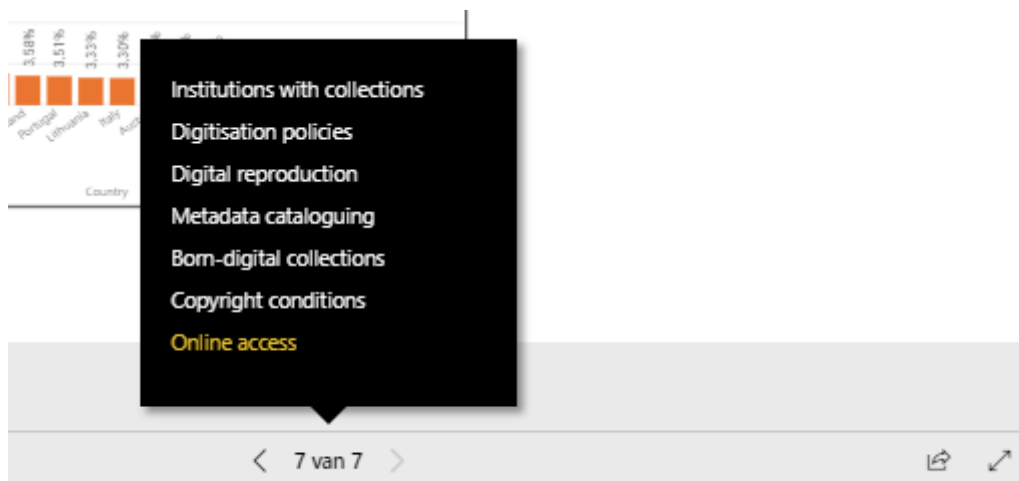 3,58%
3,51%
3,33%
3,30%
Portugal
Lithuania
Italy
Country
Institutions with collections
Digitisation policies
Digital reproduction
Metadata cataloguing
Born-digital collections
Copyright conditions
Online access
7 van 7